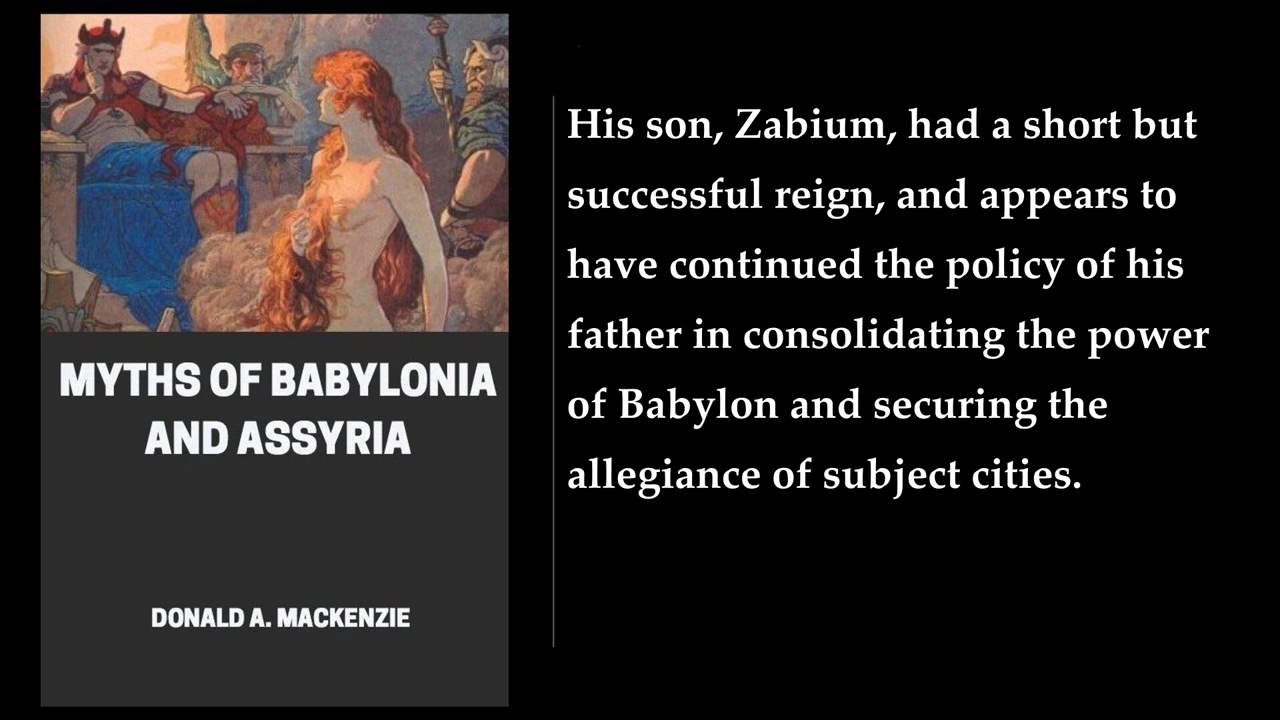 MYTHS OF BABYLONIA
AND ASSYRIA
DONALD A. MACKENZIE
His son, Zabium, had a short but
successful reign, and appears to
have continued the policy of his
father in consolidating the power
of Babylon and securing the
allegiance of subject cities.